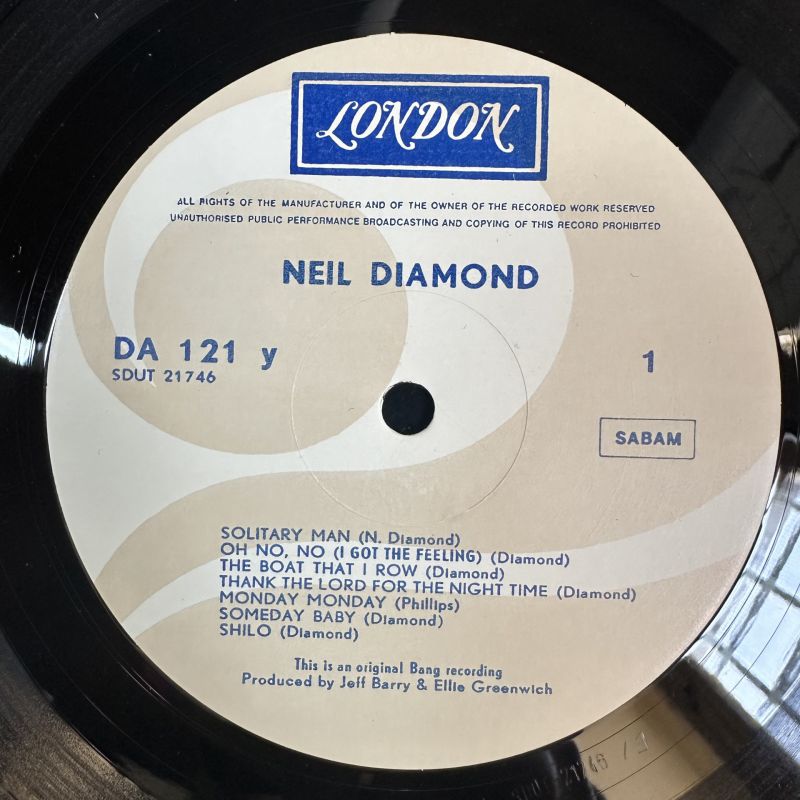 LONDON
ALL RIGHTS OF THE MANUFACTURER AND OF THE OWNER OF THE RECORDED WORK RESERVED
UNAUTHORISED PUBLIC PERFORMANCE BROADCASTING AND COPYING OF THIS RECORD PROHIBITED
NEIL DIAMOND
DA 121 y
SDUT 21746
1
SABAM
SOLITARY MAN (N. Diamond)
OH NO, NO (I GOT THE FEELING) (Diamond)
THE BOAT THAT I ROW (Diamond)
THANK THE LORD FOR THE NIGHT TIME (Diamond)
MONDAY MONDAY (Phillips)
SOMEDAY BABY (Diamond)
SHILO (Diamond)
This is an original Bang recording
Produced by Jeff Barry & Ellie Greenwich
21746 / 1